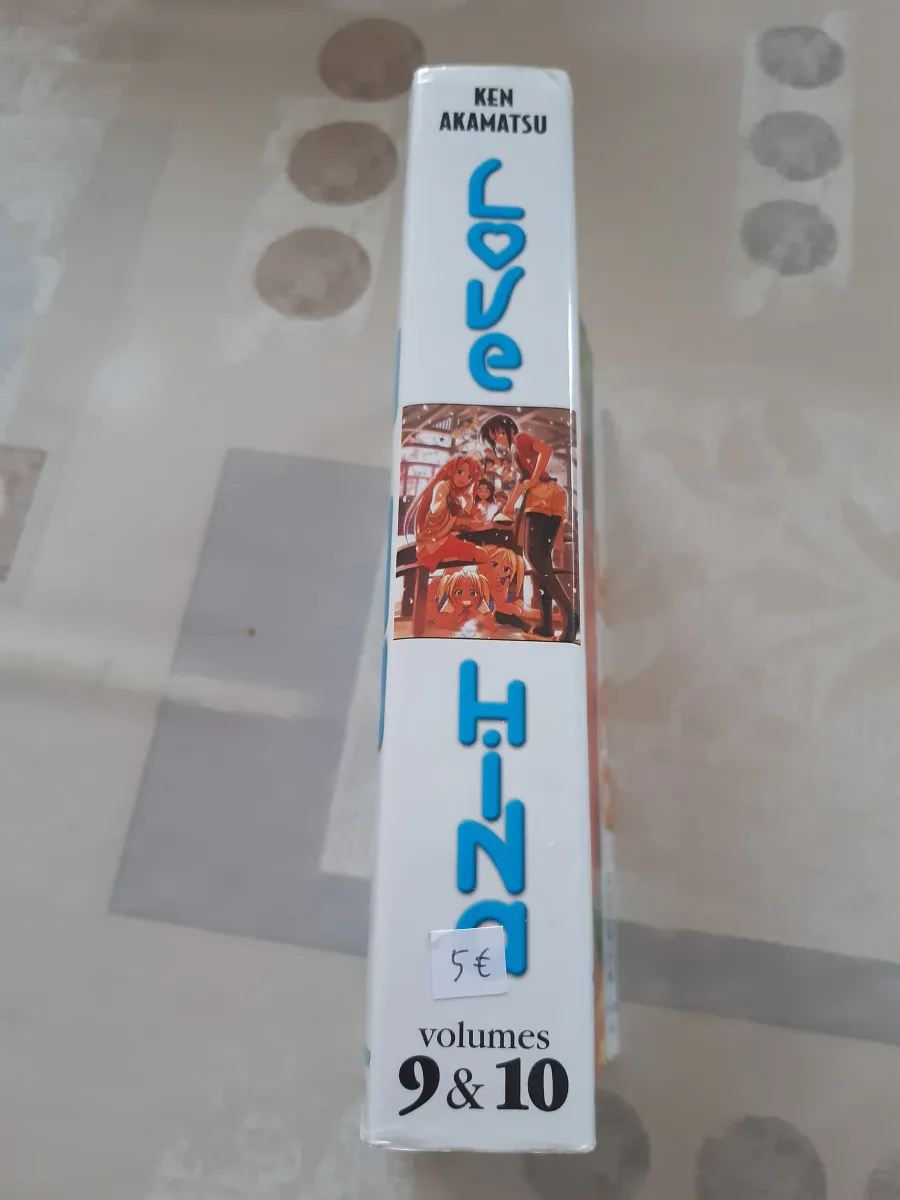 KEN
AKAMATSU
Love
Hina
5€
volumes
9 & 10